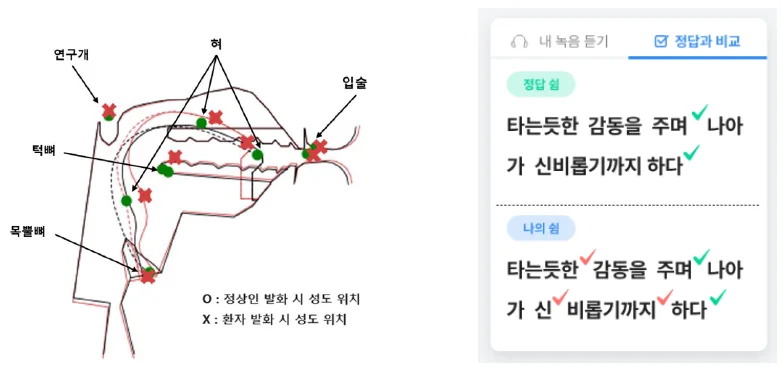 연구개
혀
입술
턱뼈
목뿔뼈
O : 정상인 발화 시 성도 위치
X : 환자 발화 시 성도 위치
내 녹음 듣기
정답과 비교
정답 쉼
타는듯한 감동을 주며 나아
가 신비롭기까지 하다
나의 쉼
타는듯한 감동을 주며 나아
가 신 비롭기까지 하다